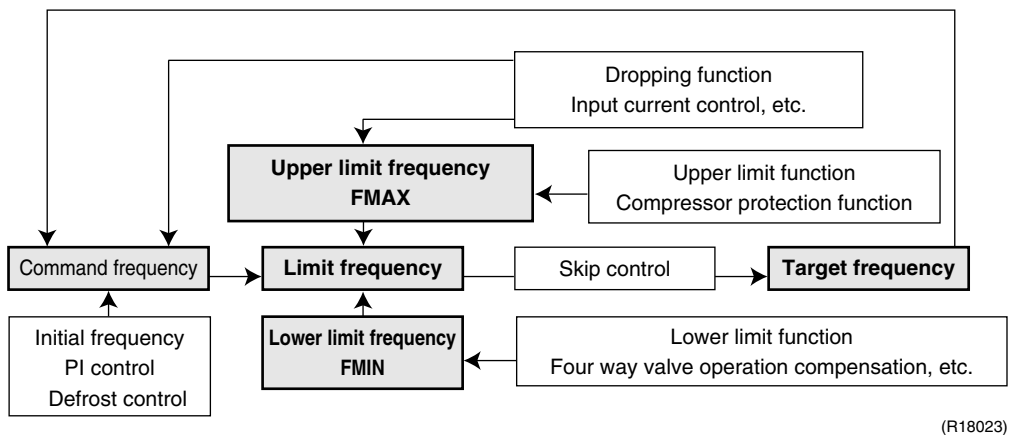 Dropping function
Input current control, etc.
Upper limit frequency
FMAX
Upper limit function
Compressor protection function
Command frequency
Limit frequency
Skip control
Target frequency
Initial frequency
PI control
Defrost control
Lower limit frequency
FMIN
Lower limit function
Four way valve operation compensation, etc.
(R18023)